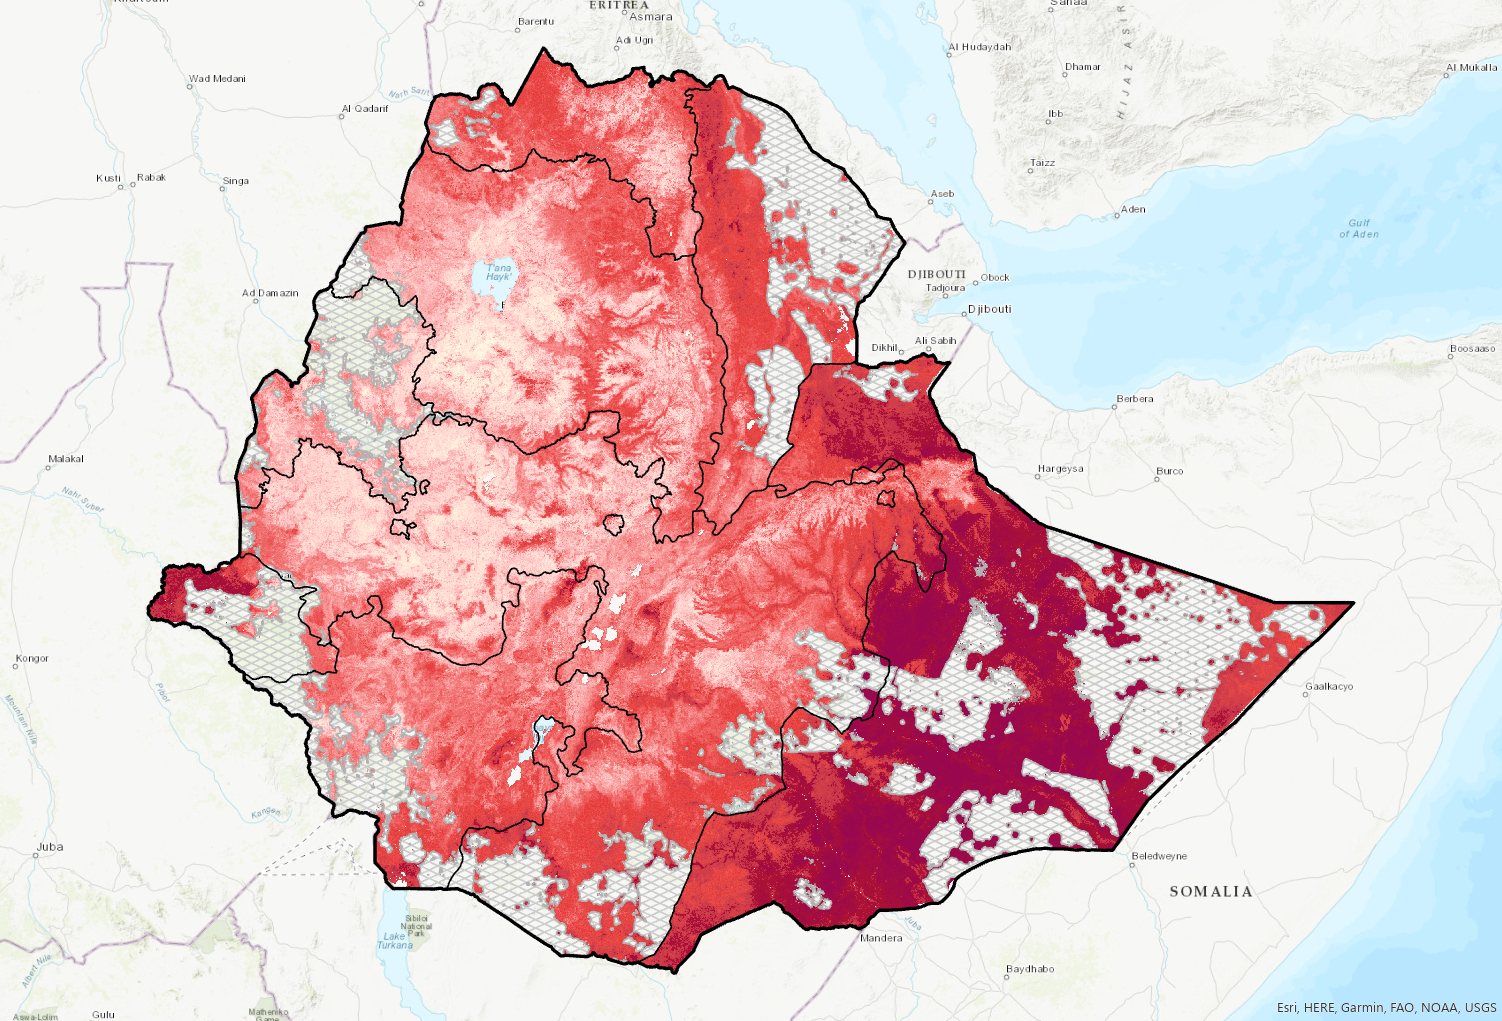 Khartoum
ERITREA
Asmara
Barentu
Adi Ugri
Sanaa
Al Hudaydah
Dhamar
Al Mukalla
HIJAZ ASIR
Wad Medani
Nahr Satit
Al Qadarif
Ibb
Taizz
Kusti
Rabak
Singa
Aseb
Aden
Gulf
of Aden
T'ana
Hayk'
DJIBOUTI
Obock
Tadjoura
Ad Damazin
Djibouti
Dikhil
Ali Sabih
Boosaaso
Berbera
Malakal
Hargeysa
Burco
Nahr Subat
Kongor
Pibor
Gaalkacyo
Mountain Nile
Kangen
Juba
Beledweyne
SOMALIA
Sibiloi
National
Park
Juba
Lake
Turkana
Mandera
Baydhabo
Albert Nile
Esri, HERE, Garmin, FAO, NOAA, USGS
Aswa-Lolim
Gulu
Matheniko
Game